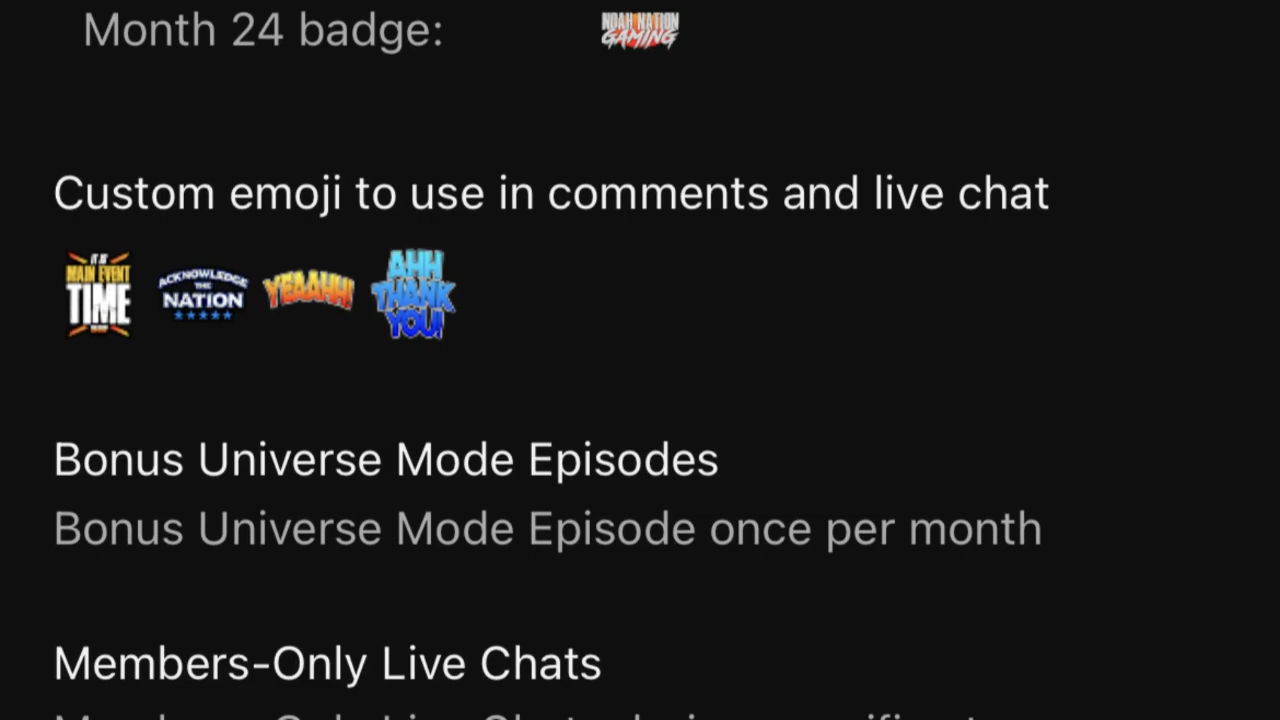 Month 24 badge:
NOAH NATION
GAMING
Custom emoji to use in comments and live chat
IT IS
MAIN EVENT
TIME
ACKNOWLEDGE
THE
NATION
YEAAHH!
AHH
THANK
YOU!
Bonus Universe Mode Episodes
Bonus Universe Mode Episode once per month
Members-Only Live Chats